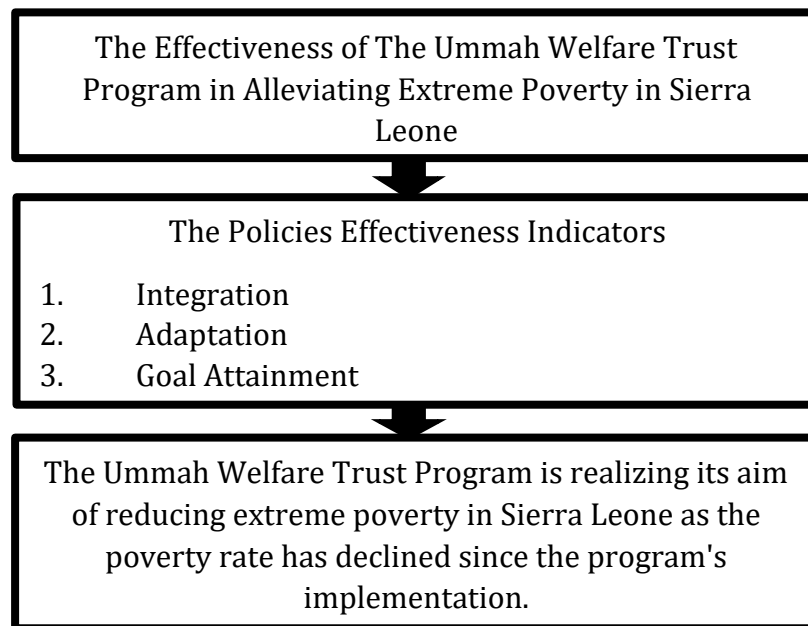 The Effectiveness of The Ummah Welfare Trust
Program in Alleviating Extreme Poverty in Sierra
Leone
The Policies Effectiveness Indicators
1. Integration
2. Adaptation
3. Goal Attainment
The Ummah Welfare Trust Program is realizing its aim
of reducing extreme poverty in Sierra Leone as the
poverty rate has declined since the program's
implementation.